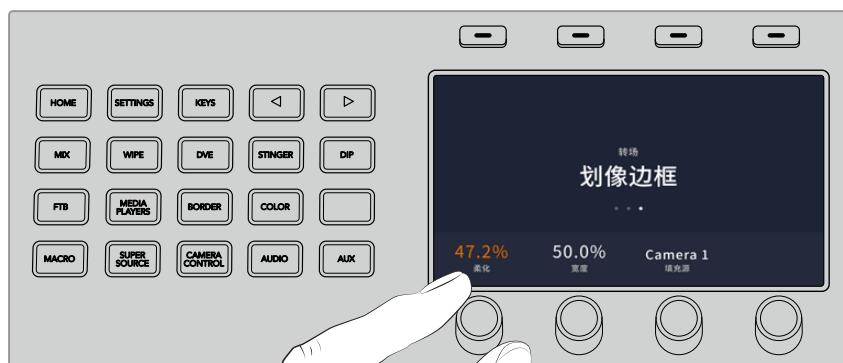 HOME SETTINGS KEYS
MIX WIPE DVE STINGER DIP
FTB MEDIA PLAYERS BORDER COLOR
MACRO SUPER SOURCE CAMERA CONTROL AUDIO AUX
转场
划像边框
47.2% 50.0% Camera 1
柔化 宽度 填充源